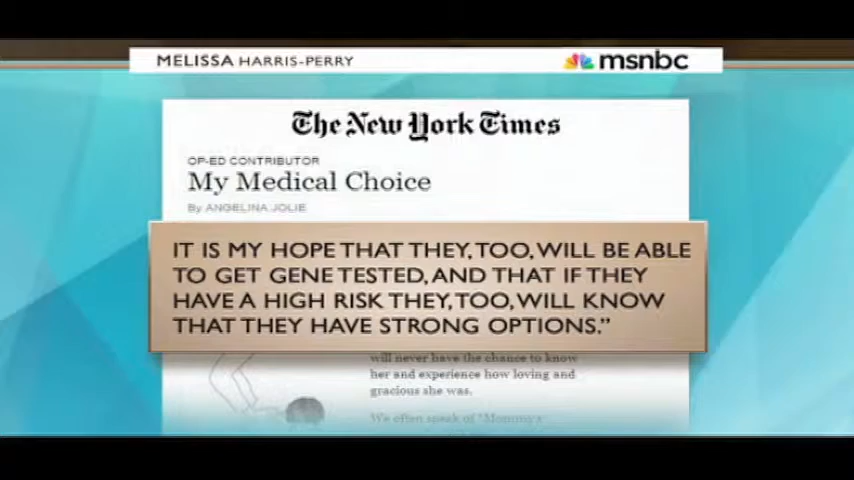 MELISSA HARRIS-PERRY
msnbc
The New York Times
OP-ED CONTRIBUTOR
My Medical Choice
By ANGELINA JOLIE
IT IS MY HOPE THAT THEY, TOO, WILL BE ABLE
TO GET GENE TESTED, AND THAT IF THEY
HAVE A HIGH RISK THEY, TOO, WILL KNOW
THAT THEY HAVE STRONG OPTIONS.”
will never have the chance to know
her and experience how loving and
gracious she was.
We often speak of "Mommy's